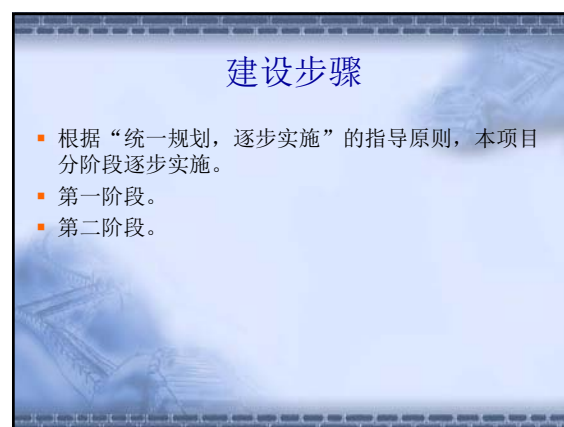 建设步骤
根据“统一规划，逐步实施”的指导原则，本项目
分阶段逐步实施。
第一阶段。
第二阶段。